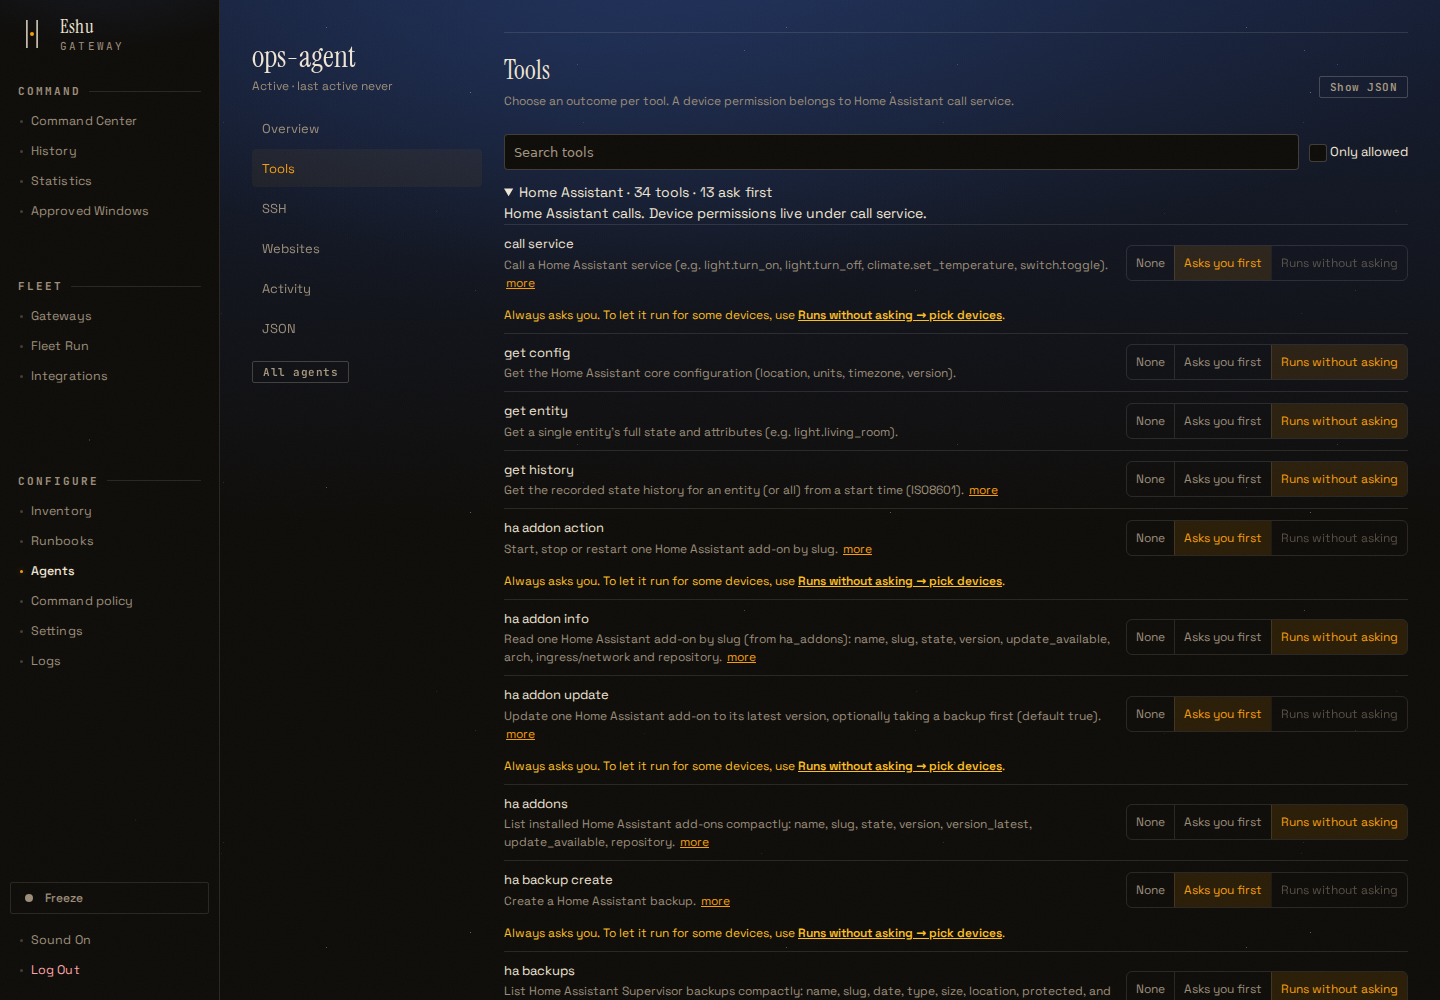 Eshu
GATEWAY
COMMAND
Command Center
History
Statistics
Approved Windows
FLEET
Gateways
Fleet Run
Integrations
CONFIGURE
Inventory
Runbooks
Agents
Command policy
Settings
Logs
Freeze
Sound On
Log Out
ops-agent
Active · last active never
Overview
Tools
SSH
Websites
Activity
JSON
All agents
Tools
Choose an outcome per tool. A device permission belongs to Home Assistant call service.
Show JSON
Search tools
Only allowed
▼ Home Assistant · 34 tools · 13 ask first
Home Assistant calls. Device permissions live under call service.
call service
Call a Home Assistant service (e.g. light.turn_on, light.turn_off, climate.set_temperature, switch.toggle).
more
None Asks you first Runs without asking
Always asks you. To let it run for some devices, use Runs without asking → pick devices.
get config
Get the Home Assistant core configuration (location, units, timezone, version).
None Asks you first Runs without asking
get entity
Get a single entity's full state and attributes (e.g. light.living_room).
None Asks you first Runs without asking
get history
Get the recorded state history for an entity (or all) from a start time (ISO8601). more
None Asks you first Runs without asking
ha addon action
Start, stop or restart one Home Assistant add-on by slug. more
None Asks you first Runs without asking
Always asks you. To let it run for some devices, use Runs without asking → pick devices.
ha addon info
Read one Home Assistant add-on by slug (from ha_addons): name, slug, state, version, update_available,
arch, ingress/network and repository. more
None Asks you first Runs without asking
ha addon update
Update one Home Assistant add-on to its latest version, optionally taking a backup first (default true).
more
None Asks you first Runs without asking
Always asks you. To let it run for some devices, use Runs without asking → pick devices.
ha addons
List installed Home Assistant add-ons compactly: name, slug, state, version, version_latest,
update_available, repository. more
None Asks you first Runs without asking
ha backup create
Create a Home Assistant backup. more
None Asks you first Runs without asking
Always asks you. To let it run for some devices, use Runs without asking → pick devices.
ha backups
List Home Assistant Supervisor backups compactly: name, slug, date, type, size, location, protected, and
None Asks you first Runs without asking